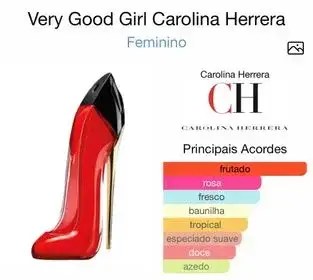 Very Good Girl Carolina Herrera
Feminino
Carolina Herrera
CH
CAROLINA HERRERA
Principais Acordes
frutado
rosa
fresco
baunilha
tropical
especiado suave
doce
azedo